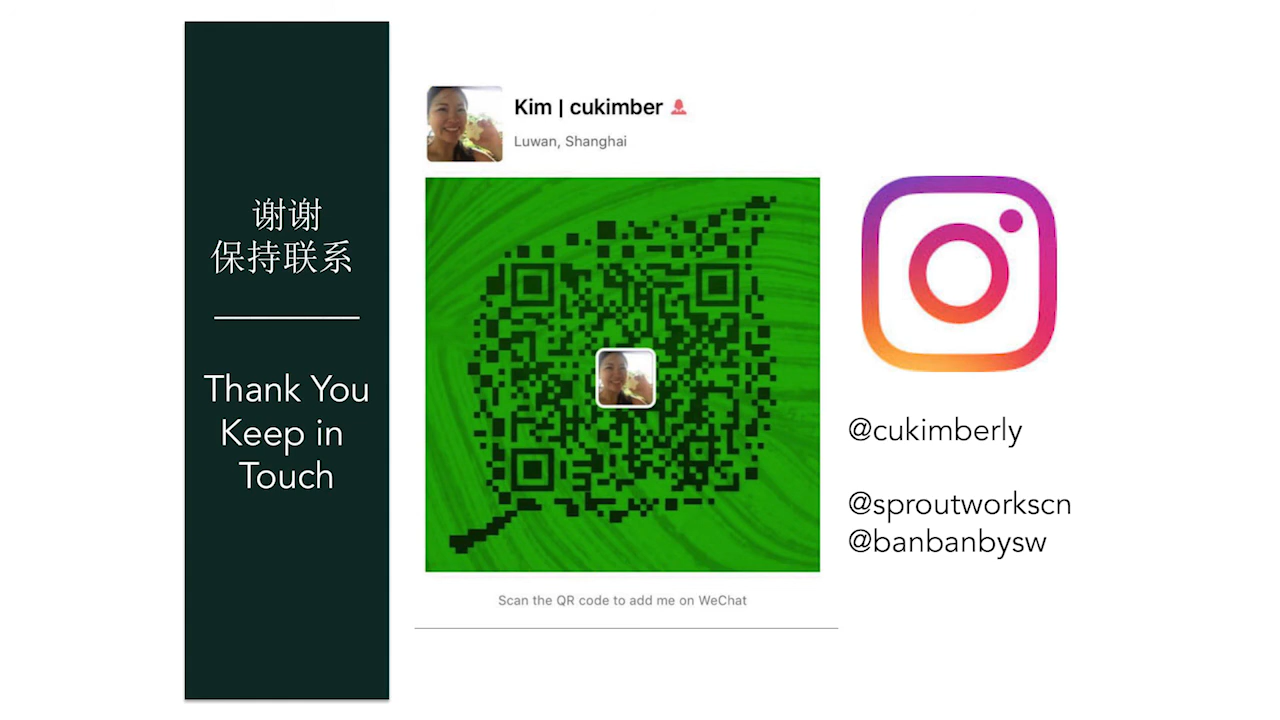 谢谢
保持联系
Thank You
Keep in
Touch
Kim | cukimber
Luwan, Shanghai
Scan the QR code to add me on WeChat
@cukimberly
@sproutworkscn
@banbanbysw